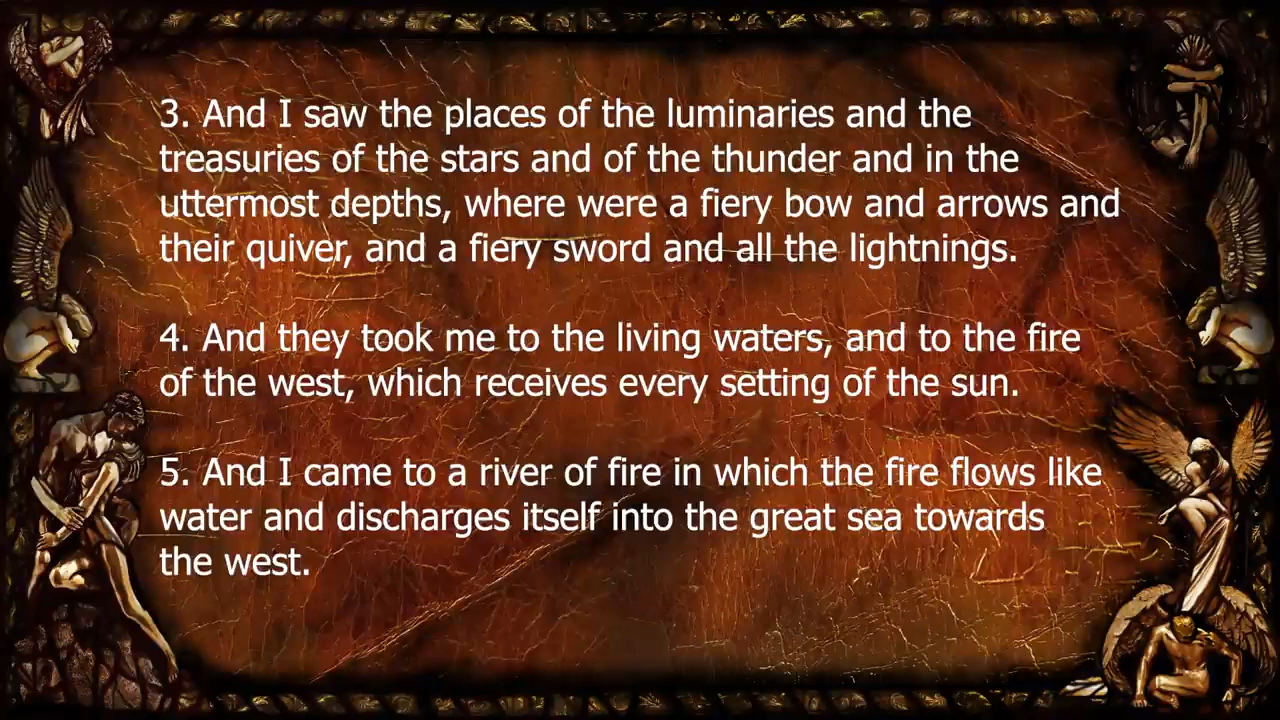 3. And I saw the places of the luminaries and the
treasuries of the stars and of the thunder and in the
uttermost depths, where were a fiery bow and arrows and
their quiver, and a fiery sword and all the lightnings.
4. And they took me to the living waters, and to the fire
of the west, which receives every setting of the sun.
5. And I came to a river of fire in which the fire flows like
water and discharges itself into the great sea towards
the west.